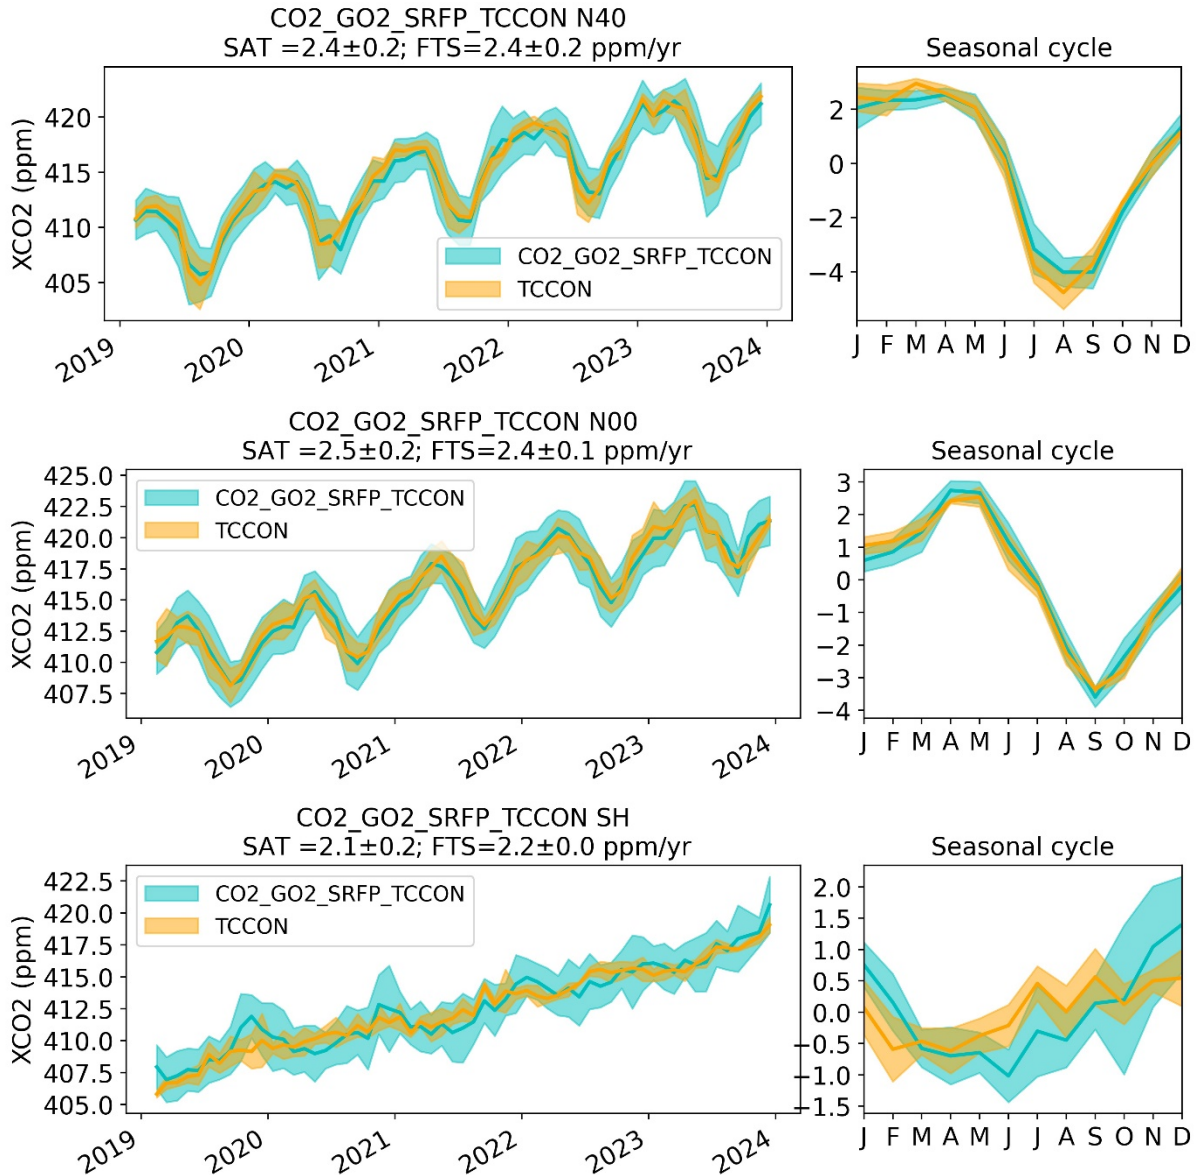 CO2_GO2_SRFP_TCCON N40
SAT =2.4±0.2; FTS=2.4±0.2 ppm/yr
Seasonal cycle
XCO2 (ppm)
420
415
410
405
CO2_GO2_SRFP_TCCON
TCCON
2019 2020 2021 2022 2023 2024
2
0
−2
−4
J F M A M J J A S O N D
CO2_GO2_SRFP_TCCON N00
SAT =2.5±0.2; FTS=2.4±0.1 ppm/yr
Seasonal cycle
XCO2 (ppm)
425.0
422.5
420.0
417.5
415.0
412.5
410.0
407.5
CO2_GO2_SRFP_TCCON
TCCON
2019 2020 2021 2022 2023 2024
3
2
1
0
−1
−2
−3
−4
J F M A M J J A S O N D
CO2_GO2_SRFP_TCCON SH
SAT =2.1±0.2; FTS=2.2±0.0 ppm/yr
Seasonal cycle
XCO2 (ppm)
422.5
420.0
417.5
415.0
412.5
410.0
407.5
405.0
CO2_GO2_SRFP_TCCON
TCCON
2019 2020 2021 2022 2023 2024
2.0
1.5
1.0
0.5
0.0
−0.5
−1.0
−1.5
J F M A M J J A S O N D